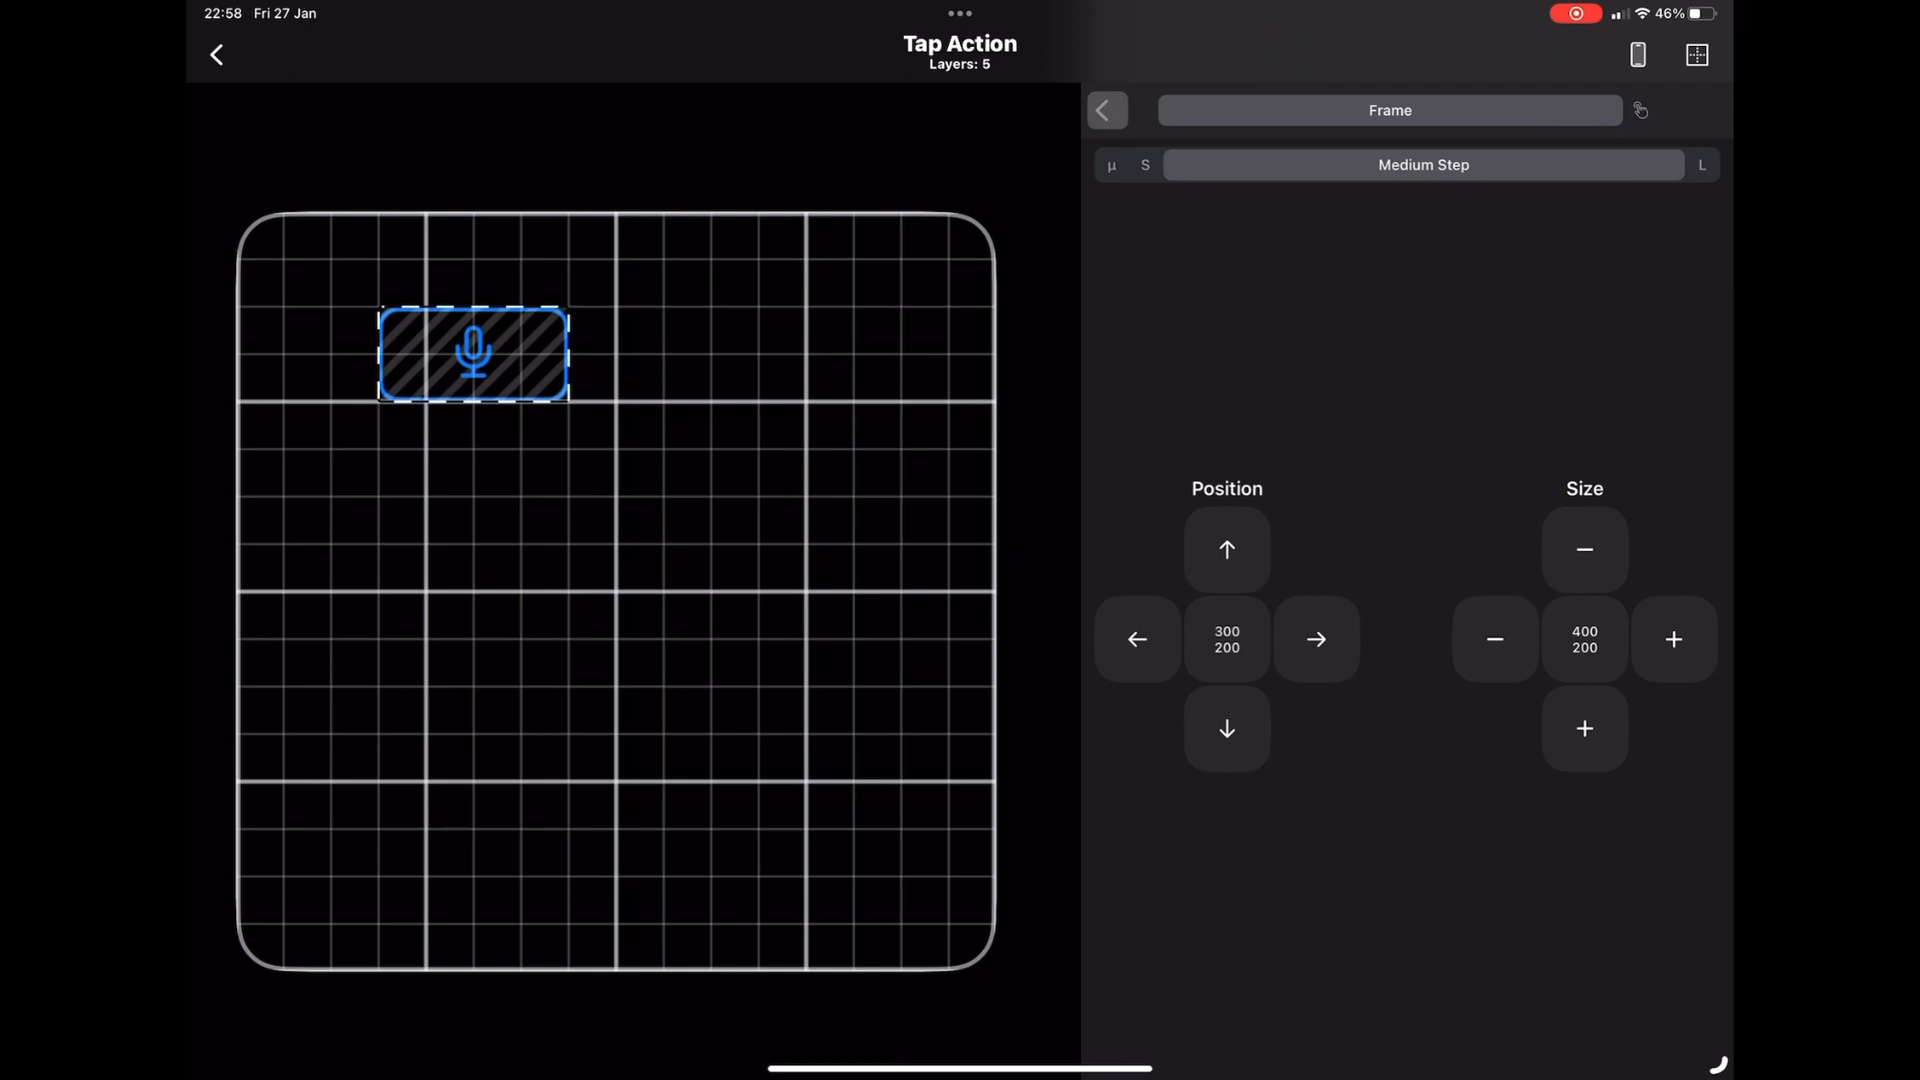 22:58 Fri 27 Jan
46%
Tap Action
Layers: 5
Frame
μ S Medium Step L
Position
Size
300
200
400
200